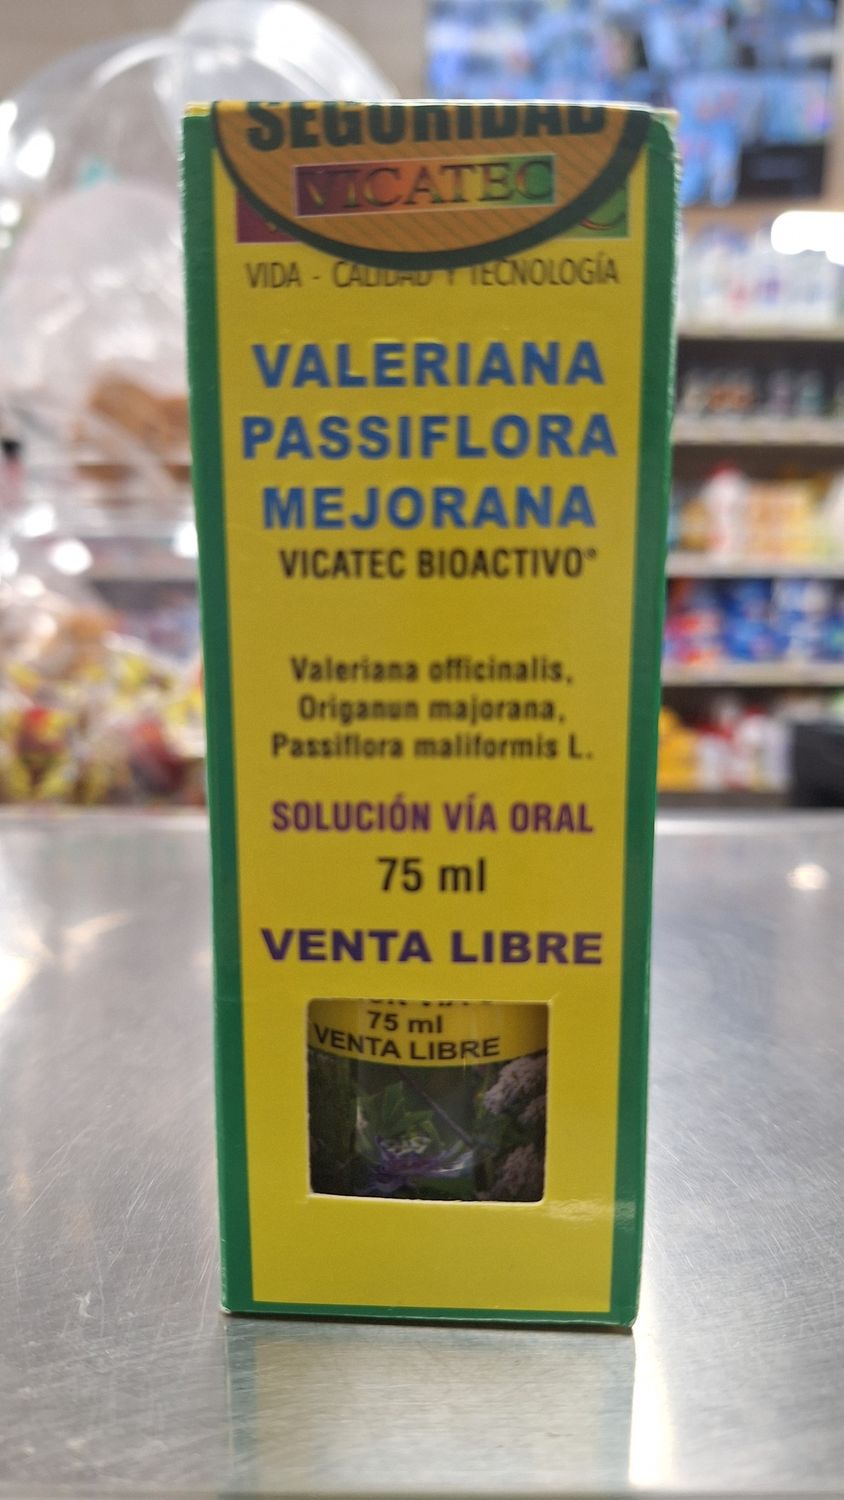 SEGURIDAD
VICATEC
VIDA - CALIDAD Y TECNOLOGÍA
VALERIANA
PASSIFLORA
MEJORANA
VICATEC BIOACTIVO®
Valeriana officinalis,
Origanun majorana,
Passiflora maliformis L.
SOLUCIÓN VÍA ORAL
75 ml
VENTA LIBRE
75 ml
VENTA LIBRE